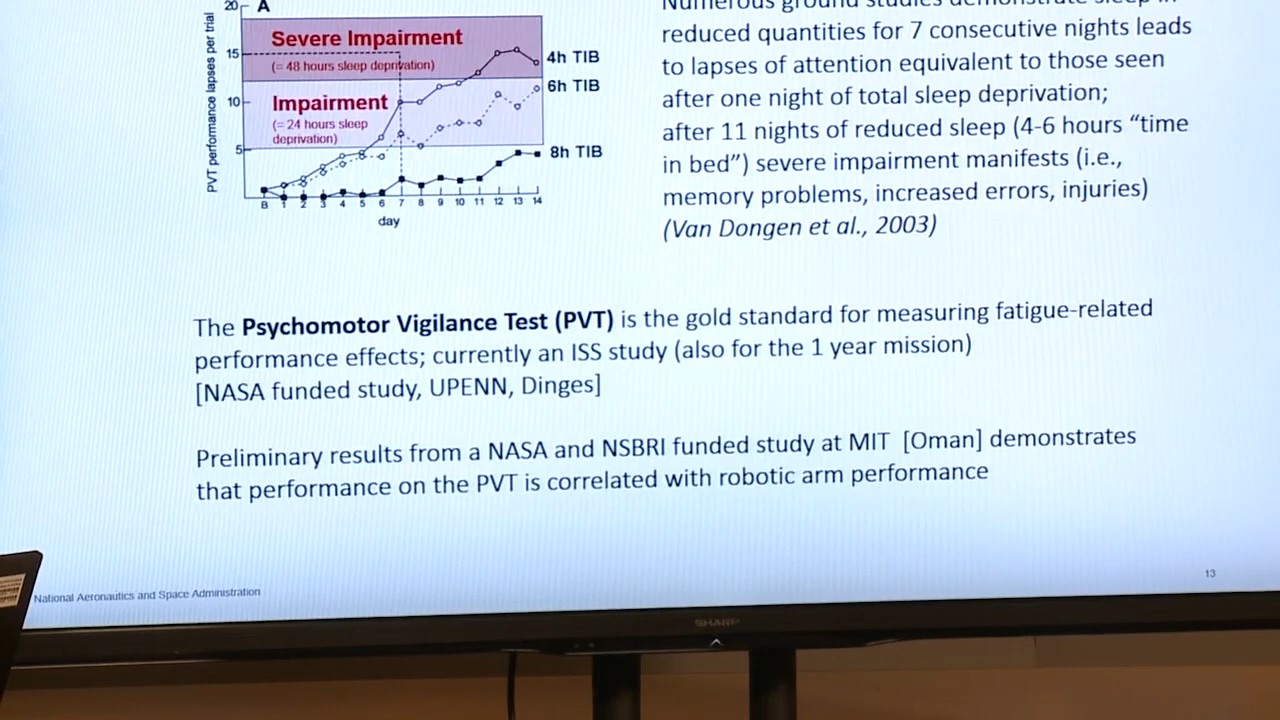 20
A
Severe Impairment
15
(= 48 hours sleep deprivation)
4h TIB
6h TIB
Impairment
10
(= 24 hours sleep
deprivation)
5
8h TIB
PVT performance lapses per trial
B 1 2 3 4 5 6 7 8 9 10 11 12 13 14
day
Numerous ground studies demonstrate sleep in
reduced quantities for 7 consecutive nights leads
to lapses of attention equivalent to those seen
after one night of total sleep deprivation;
after 11 nights of reduced sleep (4-6 hours “time
in bed”) severe impairment manifests (i.e.,
memory problems, increased errors, injuries)
(Van Dongen et al., 2003)
The Psychomotor Vigilance Test (PVT) is the gold standard for measuring fatigue-related
performance effects; currently an ISS study (also for the 1 year mission)
[NASA funded study, UPENN, Dinges]
Preliminary results from a NASA and NSBRI funded study at MIT [Oman] demonstrates
that performance on the PVT is correlated with robotic arm performance
13
National Aeronautics and Space Administration
SHARP